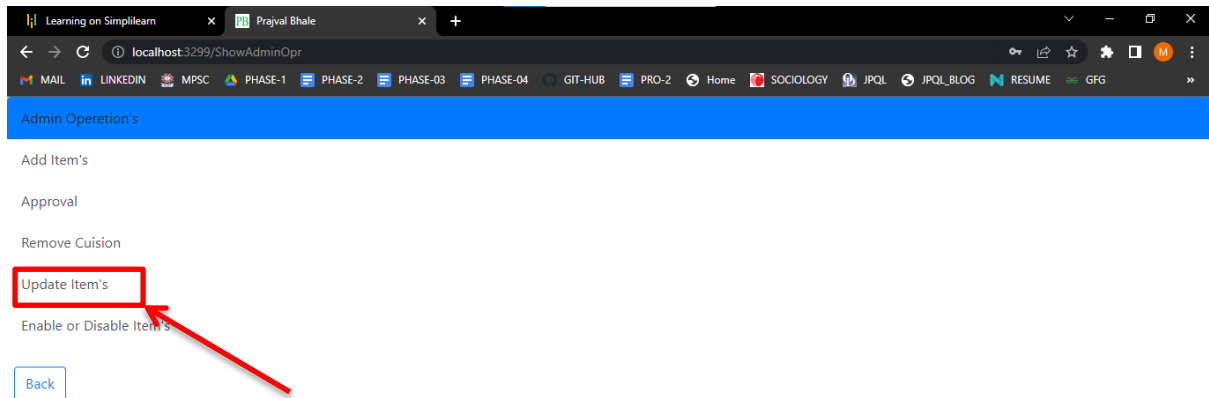 Learning on Simplilearn PB Prajval Bhale
localhost:3299/ShowAdminOpr M
MAIL in LINKEDIN MPSC PHASE-1 PHASE-2 PHASE-03 PHASE-04 GIT-HUB PRO-2 Home SOCIOLOGY JPQL JPQL_BLOG RESUME GFG »
Admin Operetion's
Add Item's
Approval
Remove Cuision
Update Item's
Enable or Disable Item's
Back